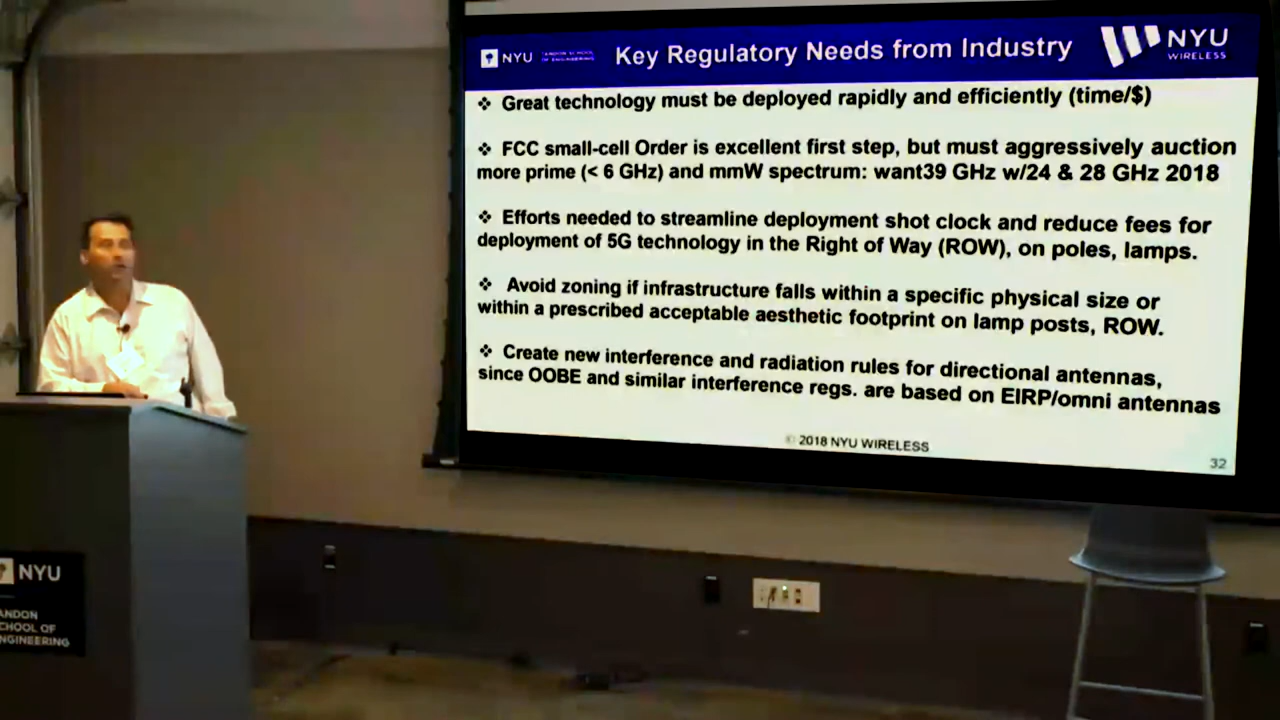 NYU
TANDON SCHOOL
OF ENGINEERING
Key Regulatory Needs from Industry
NYU
WIRELESS
❖ Great technology must be deployed rapidly and efficiently (time/$)
❖ FCC small-cell Order is excellent first step, but must aggressively auction
more prime (< 6 GHz) and mmW spectrum: want39 GHz w/24 & 28 GHz 2018
❖ Efforts needed to streamline deployment shot clock and reduce fees for
deployment of 5G technology in the Right of Way (ROW), on poles, lamps.
❖ Avoid zoning if infrastructure falls within a specific physical size or
within a prescribed acceptable aesthetic footprint on lamp posts, ROW.
❖ Create new interference and radiation rules for directional antennas,
since OOBE and similar interference regs. are based on EIRP/omni antennas
© 2018 NYU WIRELESS
32
NYU
ANDON
CHOOL OF
NGINEERING